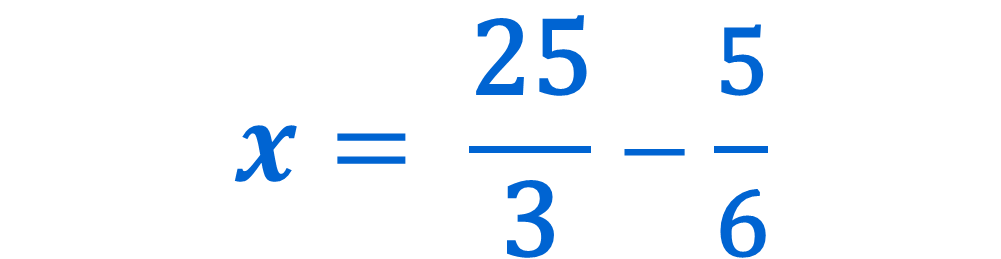 x = 25/3 − 5/6